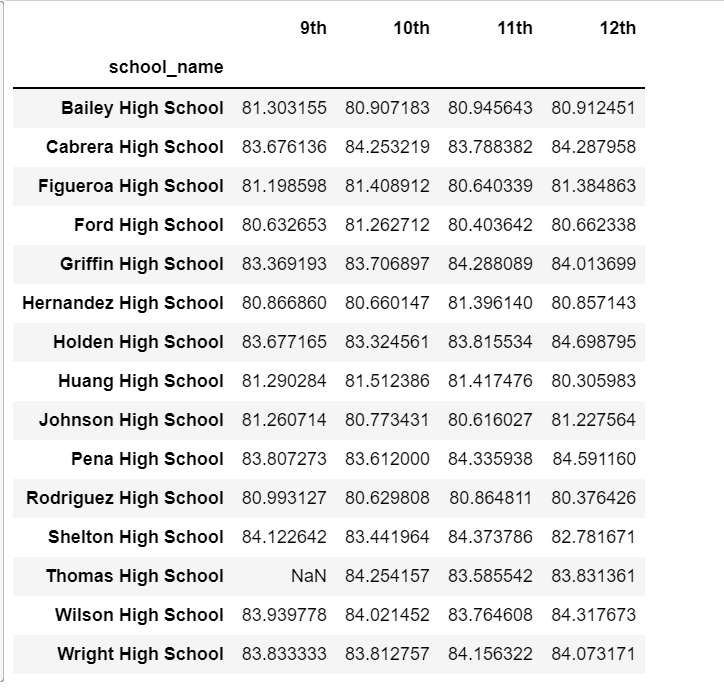 9th 10th 11th 12th
school_name
Bailey High School 81.303155 80.907183 80.945643 80.912451
Cabrera High School 83.676136 84.253219 83.788382 84.287958
Figueroa High School 81.198598 81.408912 80.640339 81.384863
Ford High School 80.632653 81.262712 80.403642 80.662338
Griffin High School 83.369193 83.706897 84.288089 84.013699
Hernandez High School 80.866860 80.660147 81.396140 80.857143
Holden High School 83.677165 83.324561 83.815534 84.698795
Huang High School 81.290284 81.512386 81.417476 80.305983
Johnson High School 81.260714 80.773431 80.616027 81.227564
Pena High School 83.807273 83.612000 84.335938 84.591160
Rodriguez High School 80.993127 80.629808 80.864811 80.376426
Shelton High School 84.122642 83.441964 84.373786 82.781671
Thomas High School NaN 84.254157 83.585542 83.831361
Wilson High School 83.939778 84.021452 83.764608 84.317673
Wright High School 83.833333 83.812757 84.156322 84.073171